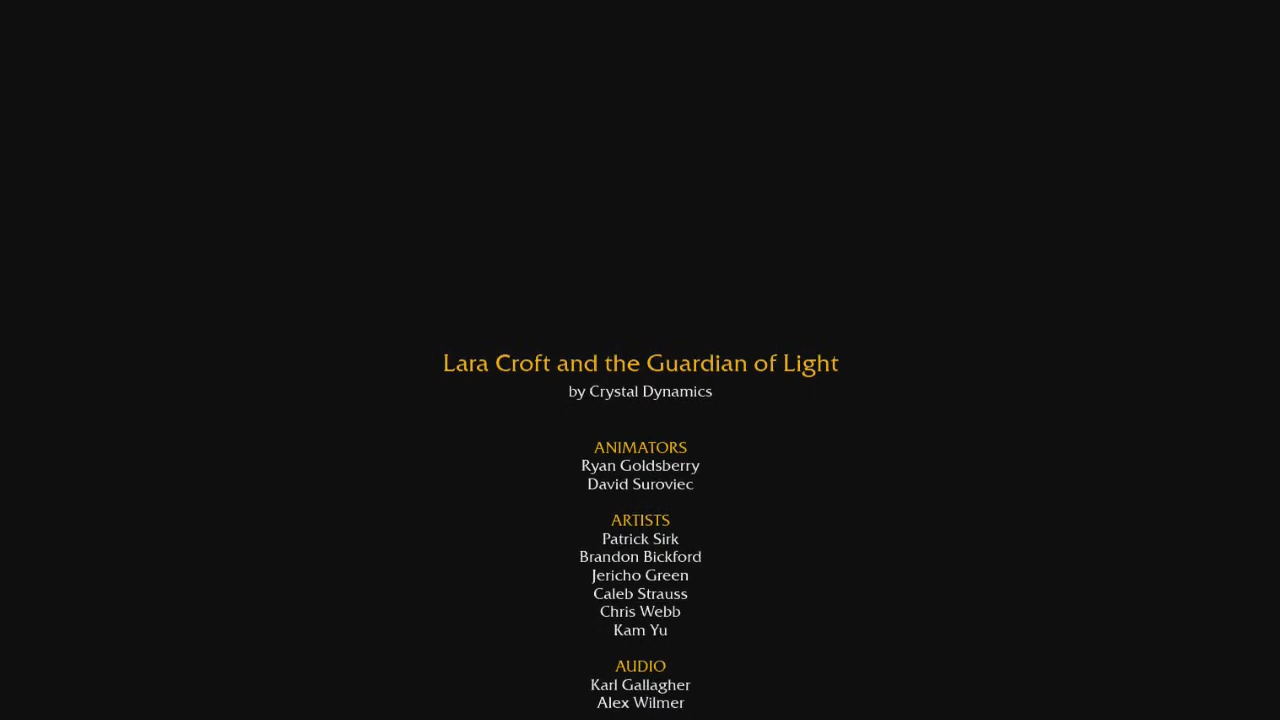 Lara Croft and the Guardian of Light
by Crystal Dynamics
ANIMATORS
Ryan Goldsberry
David Suroviec
ARTISTS
Patrick Sirk
Brandon Bickford
Jericho Green
Caleb Strauss
Chris Webb
Kam Yu
AUDIO
Karl Gallagher
Alex Wilmer